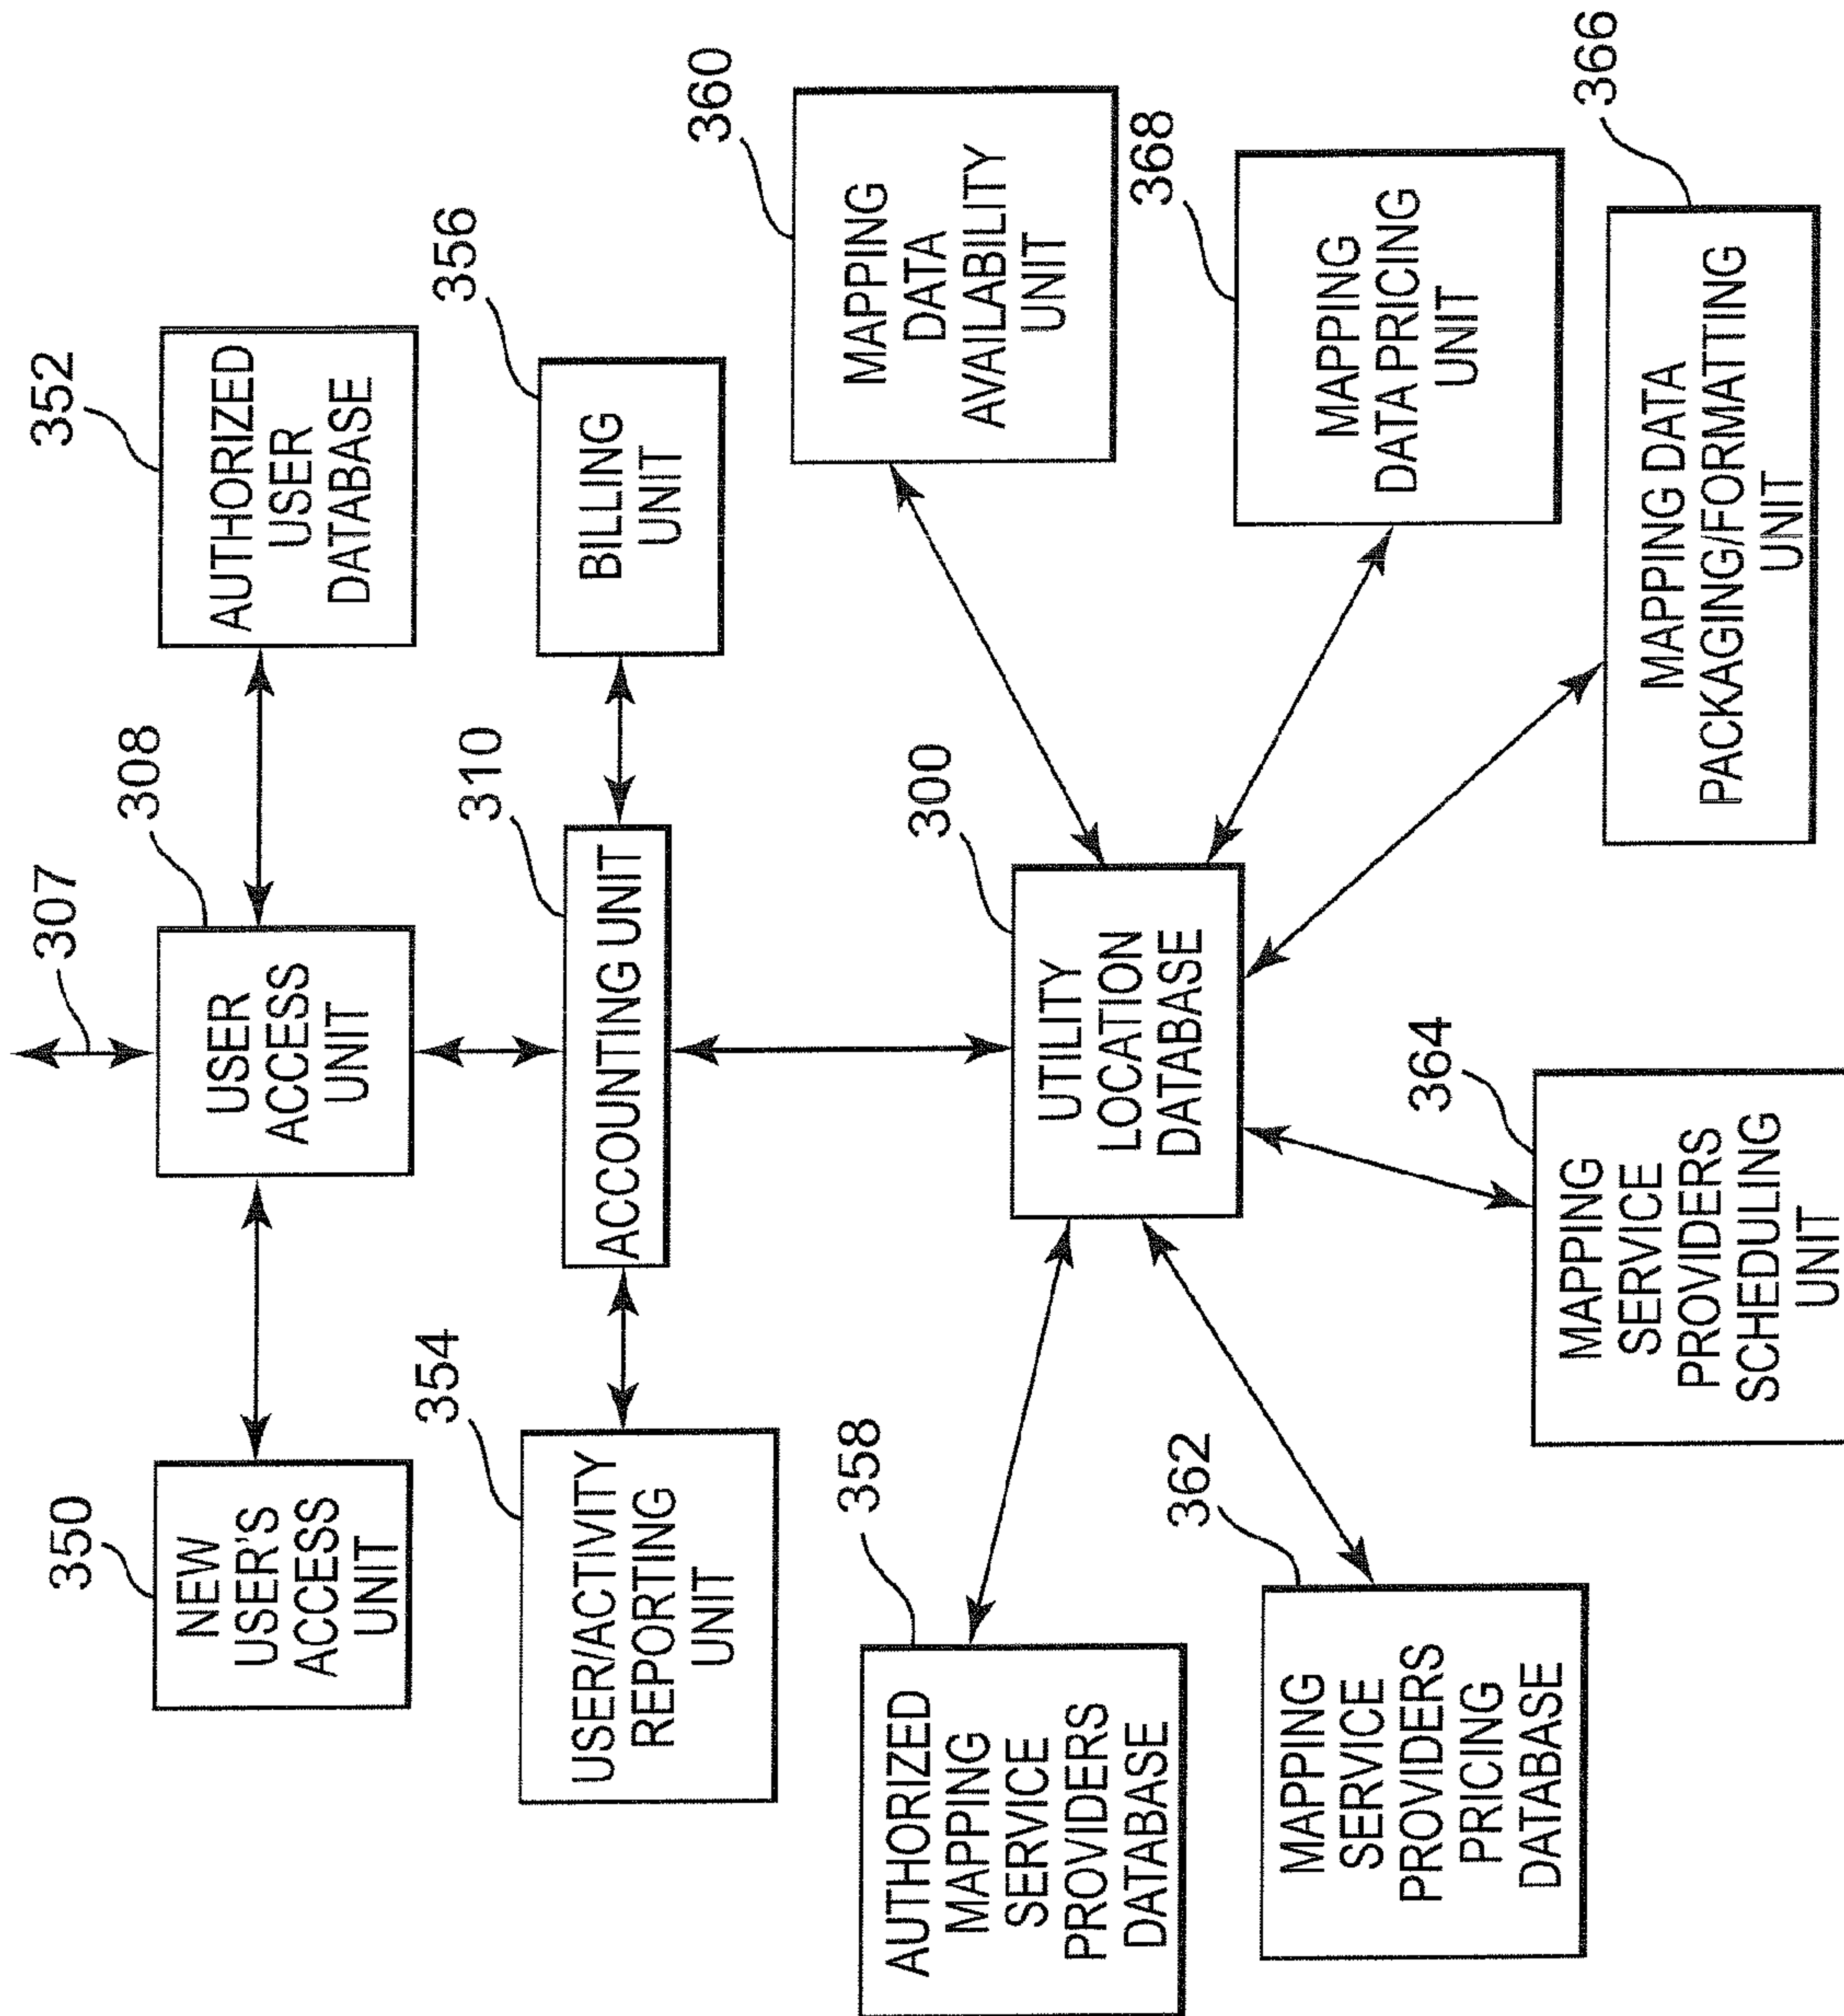 307
308
USER
ACCESS
UNIT
350
NEW
USER'S
ACCESS
UNIT
352
AUTHORIZED
USER
DATABASE
310
ACCOUNTING UNIT
354
USER/ACTIVITY
REPORTING
UNIT
356
BILLING
UNIT
300
UTILITY
LOCATION
DATABASE
358
AUTHORIZED
MAPPING
SERVICE
PROVIDERS
DATABASE
360
MAPPING
DATA
AVAILABILITY
UNIT
362
MAPPING
SERVICE
PROVIDERS
PRICING
DATABASE
368
MAPPING
DATA PRICING
UNIT
364
MAPPING
SERVICE
PROVIDERS
SCHEDULING
UNIT
366
MAPPING DATA
PACKAGING/FORMATTING
UNIT